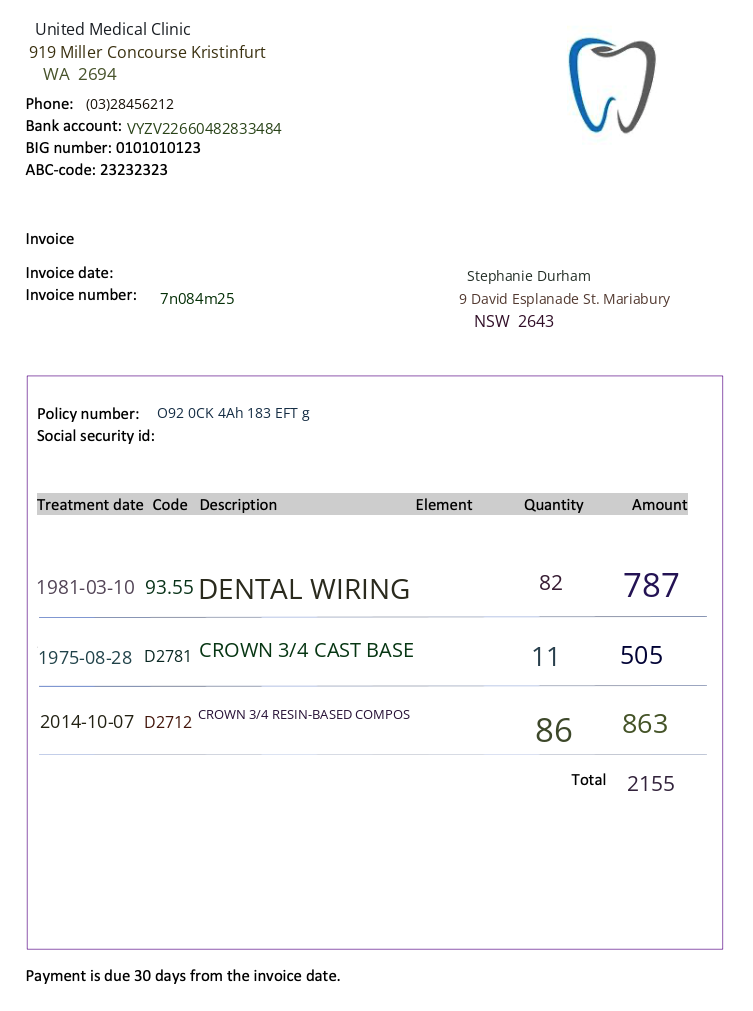 United Medical Clinic
919 Miller Concourse Kristinfurt
WA 2694
Phone: (03)28456212
Bank account: VYZV22660482833484
BIG number: 0101010123
ABC-code: 23232323
Invoice
Invoice date:
Invoice number: 7n084m25
Stephanie Durham
9 David Esplanade St. Mariabury
NSW 2643
Policy number: O92 0CK 4Ah 183 EFT g
Social security id:
Treatment date Code Description Element Quantity Amount
1981-03-10 93.55 DENTAL WIRING 82 787
1975-08-28 D2781 CROWN 3/4 CAST BASE 11 505
2014-10-07 D2712 CROWN 3/4 RESIN-BASED COMPOS 86 863
Total 2155
Payment is due 30 days from the invoice date.